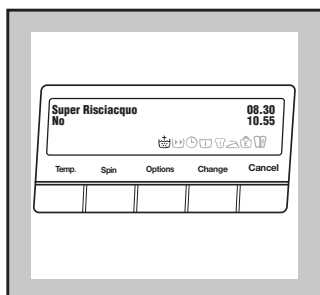 Super Risciacquo 08.30
No 10.55
Temp. Spin Options Change Cancel